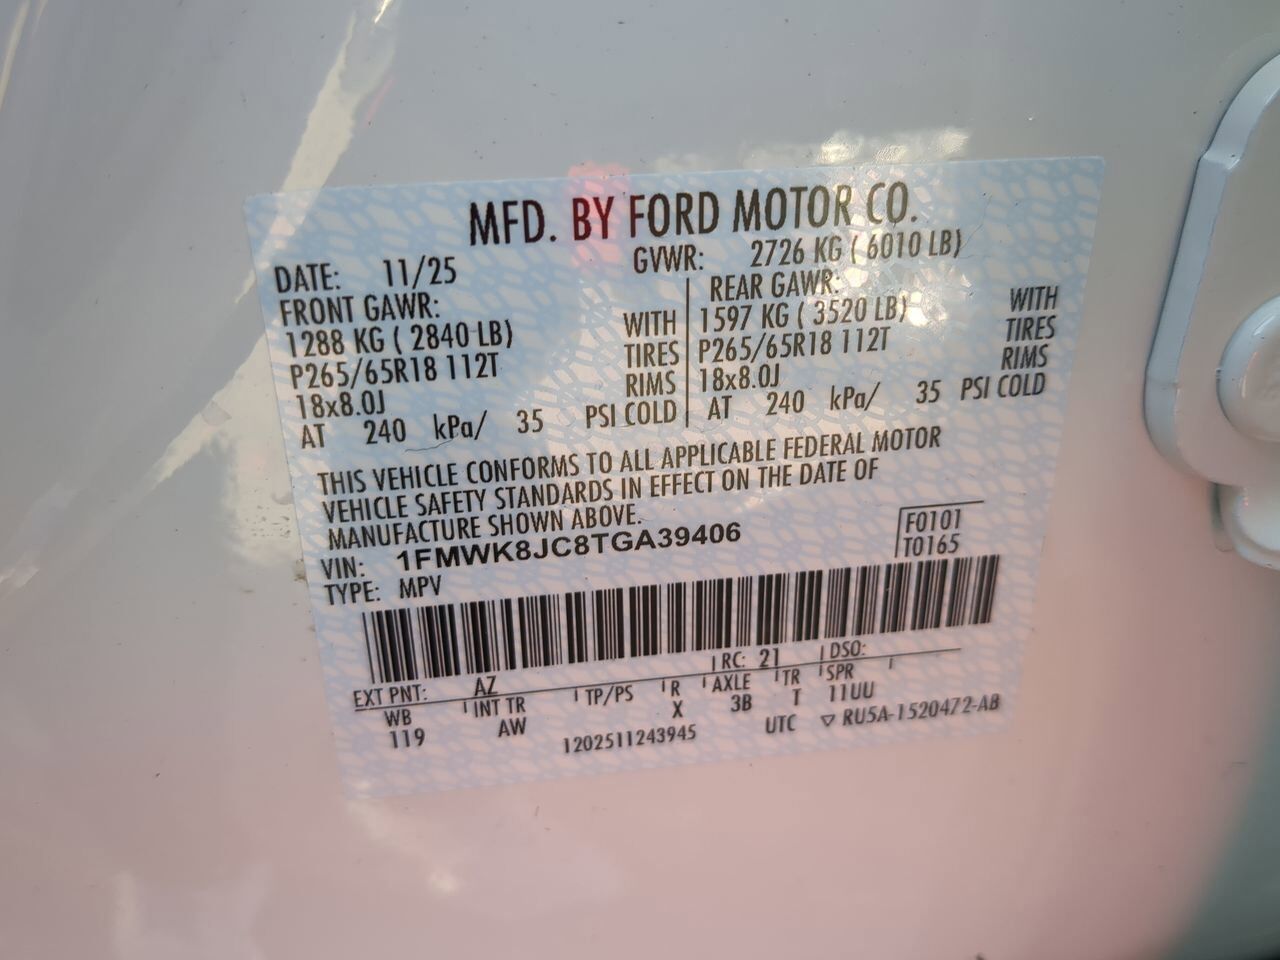 MFD. BY FORD MOTOR CO.
DATE: 11/25 GVWR: 2726 KG ( 6010 LB)
FRONT GAWR: REAR GAWR:
1288 KG ( 2840 LB) WITH 1597 KG ( 3520 LB) WITH
P265/65R18 112T TIRES P265/65R18 112T TIRES
18x8.0J RIMS 18x8.0J RIMS
AT 240 kPa/ 35 PSI COLD AT 240 kPa/ 35 PSI COLD
THIS VEHICLE CONFORMS TO ALL APPLICABLE FEDERAL MOTOR
VEHICLE SAFETY STANDARDS IN EFFECT ON THE DATE OF
MANUFACTURE SHOWN ABOVE.
VIN: 1FMWK8JC8TGA39406 F0101
TYPE: MPV T0165
EXT PNT: AZ RC: 21 DSO:
WB INT TR TP/PS R AXLE TR SPR
119 AW X 3B T 11UU
1202511243945 UTC ▽ RU5A-1520472-AB